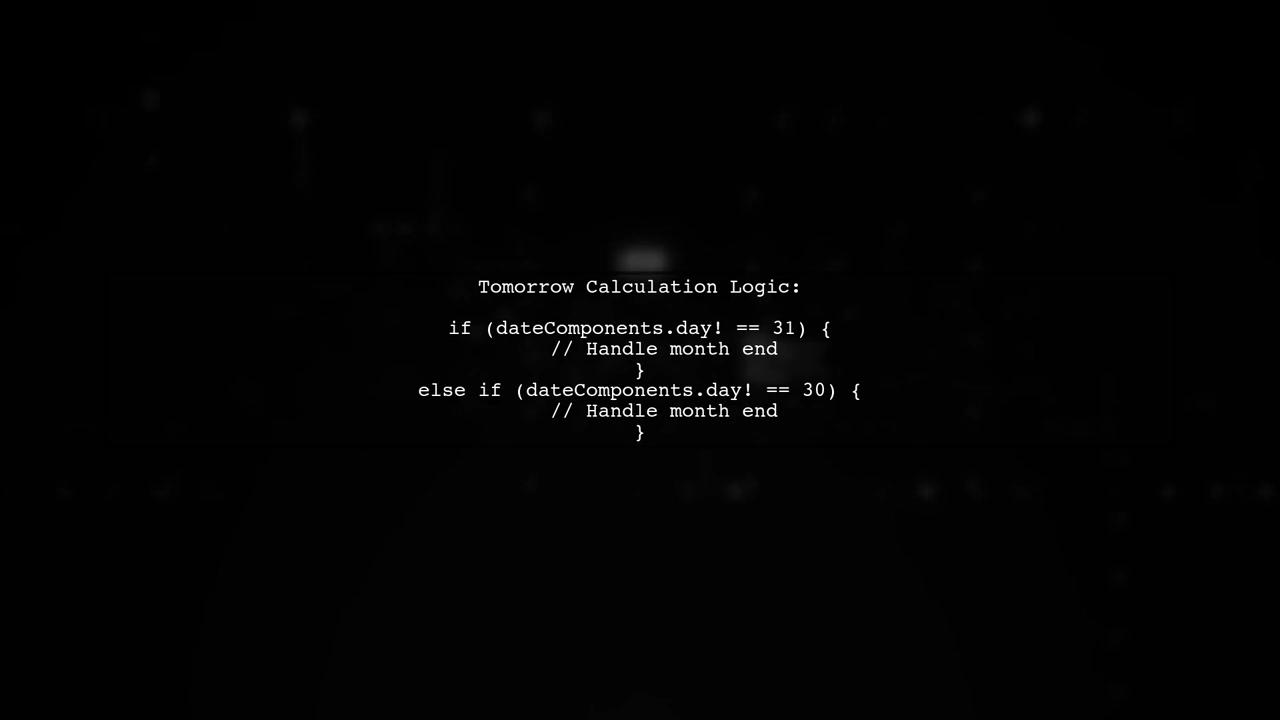 Tomorrow Calculation Logic:
if (dateComponents.day! == 31) {
// Handle month end
}
else if (dateComponents.day! == 30) {
// Handle month end
}